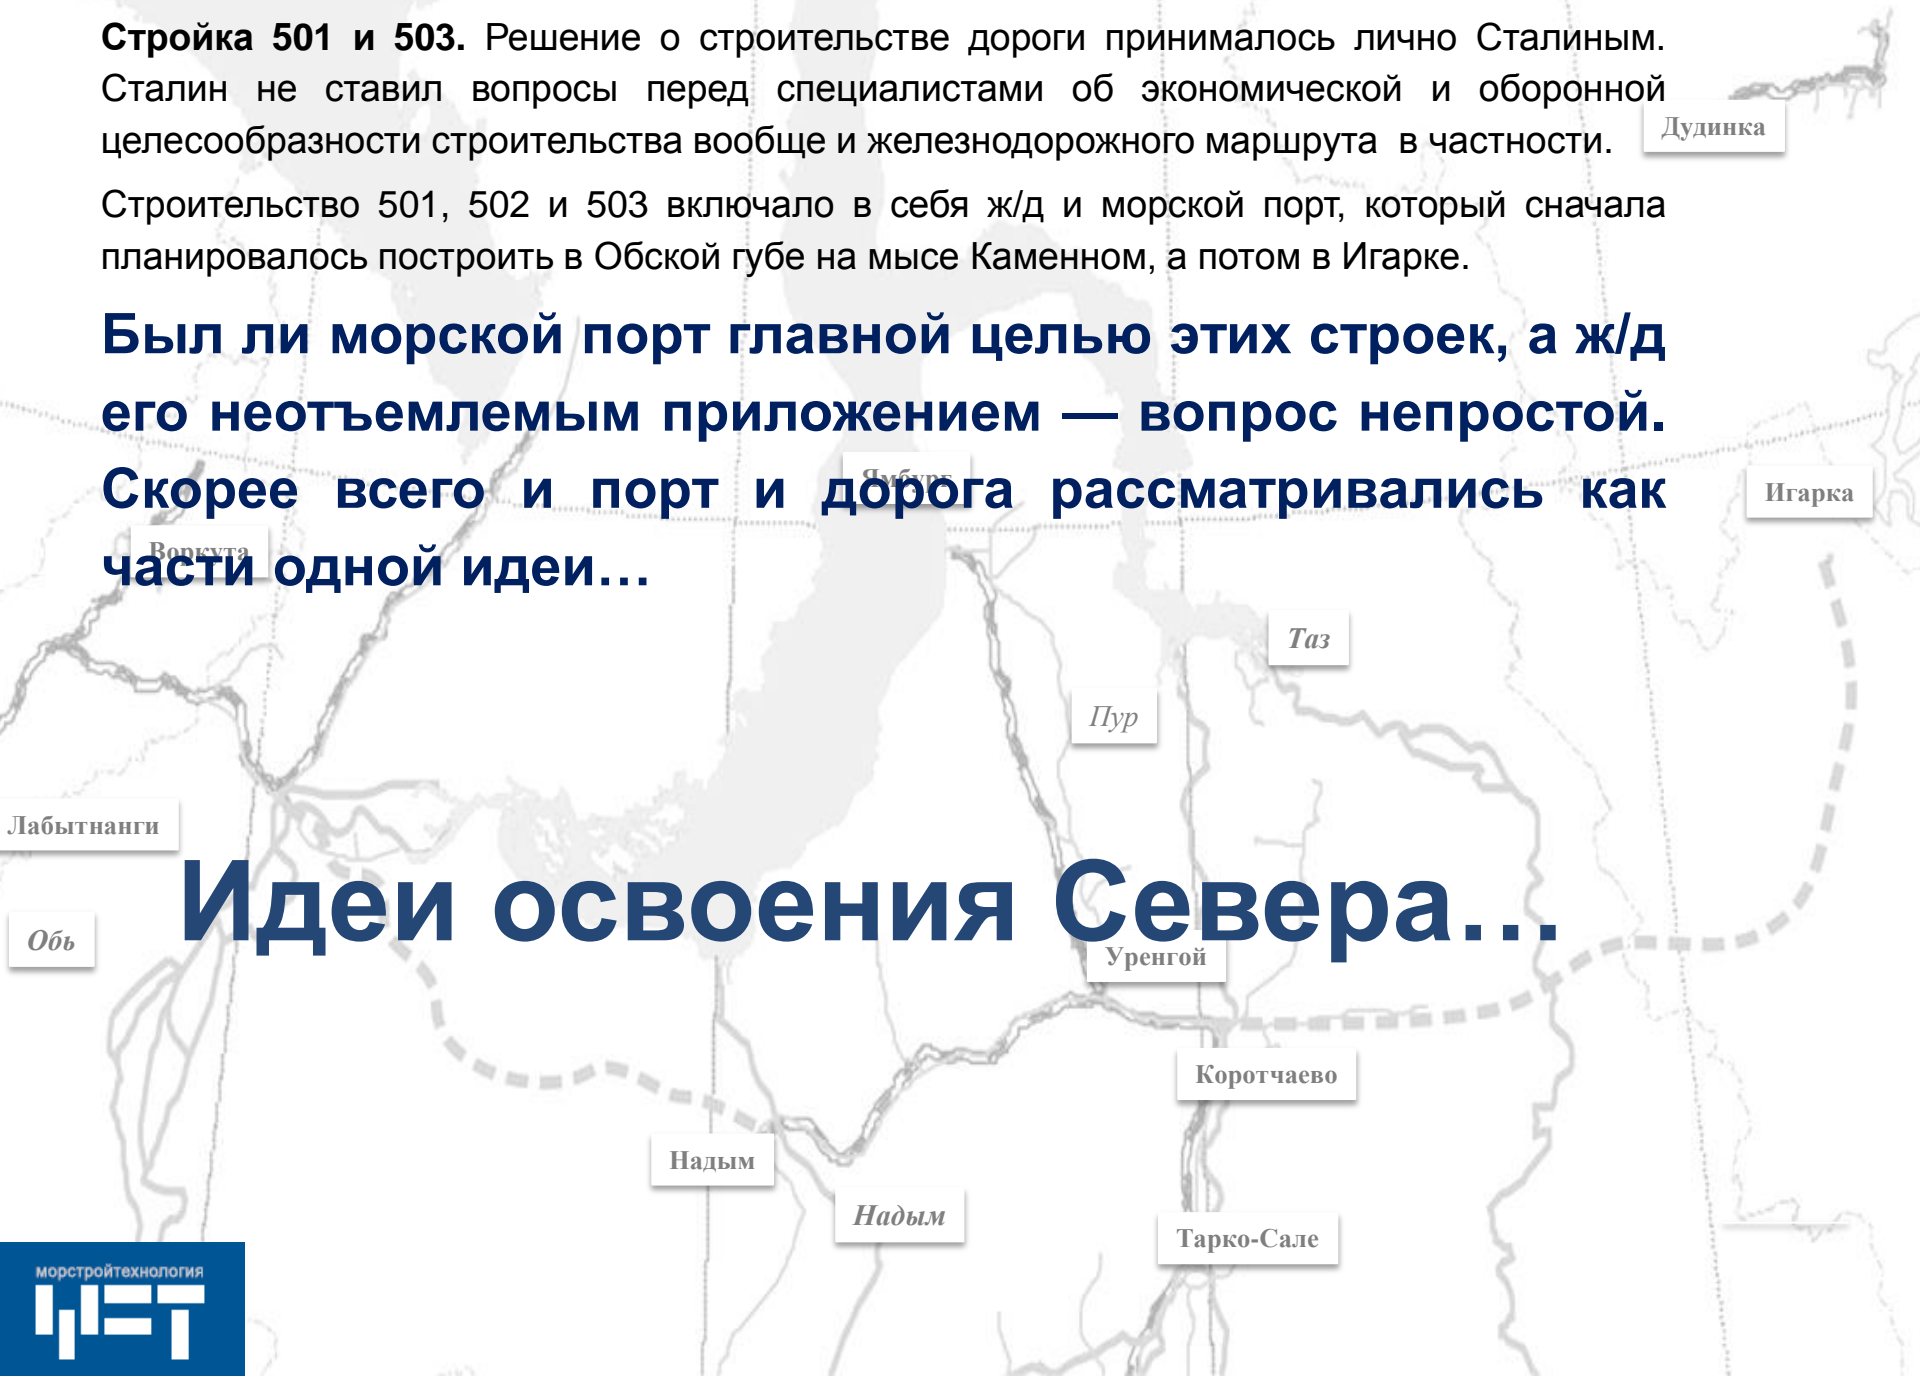 Стройка 501 и 503. Решение о строительстве дороги принималось лично Сталиным.
Сталин не ставил вопросы перед специалистами об экономической и оборонной
целесообразности строительства вообще и железнодорожного маршрута в частности.
Дудинка
Строительство 501, 502 и 503 включало в себя ж/д и морской порт, который сначала
планировалось построить в Обской губе на мысе Каменном, а потом в Игарке.
Был ли морской порт главной целью этих строек, а ж/д
его неотъемлемым приложением — вопрос непростой.
Скорее всего и порт и дорога рассматривались как
части одной идеи…
Ямбург
Игарка
Воркута
Таз
Пур
Лабытнанги
Идеи освоения Севера…
Обь
Уренгой
Коротчаево
Надым
Надым
Тарко-Сале
морстройтехнология